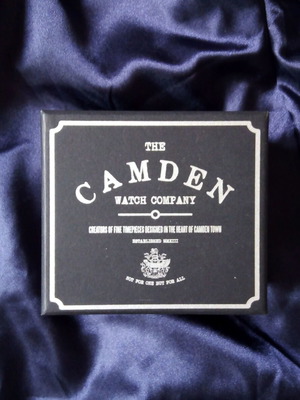 THE
CAMDEN
WATCH COMPANY
CREATORS OF FINE TIMEPIECES DESIGNED IN THE HEART OF CAMDEN TOWN
ESTABLISHED MMXIII
NOT FOR ONE BUT FOR ALL